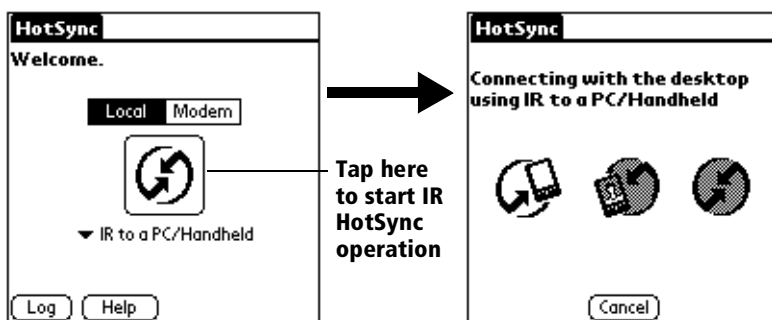 HotSync
Welcome.
Local Modem
IR to a PC/Handheld
Log Help
Tap here
to start IR
HotSync
operation
HotSync
Connecting with the desktop
using IR to a PC/Handheld
Cancel